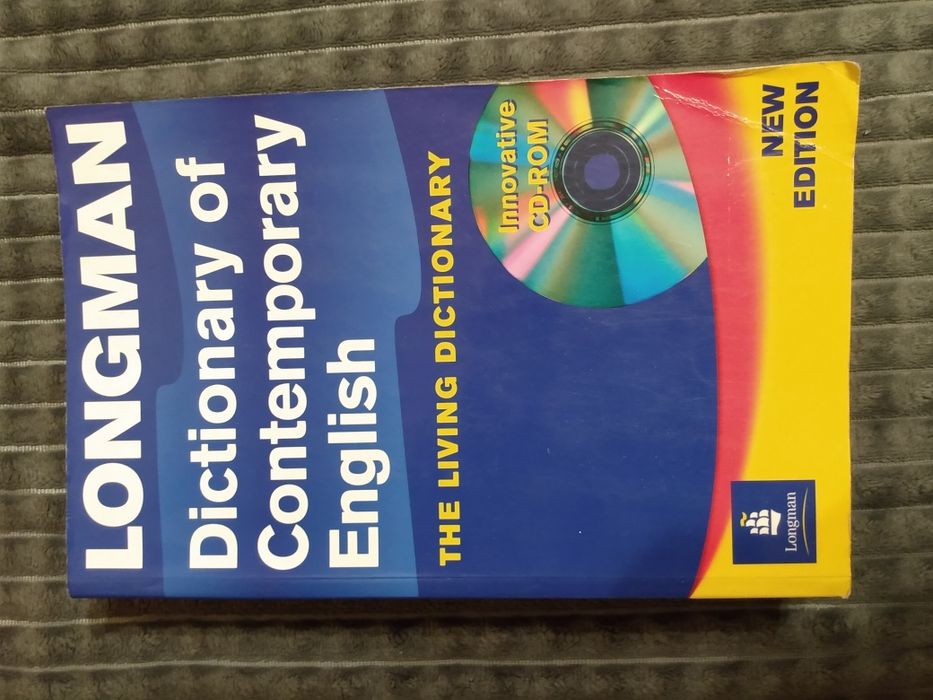 LONGMAN
Dictionary of
Contemporary
English
THE LIVING DICTIONARY
Innovative
CD-ROM
NEW
EDITION
Longman